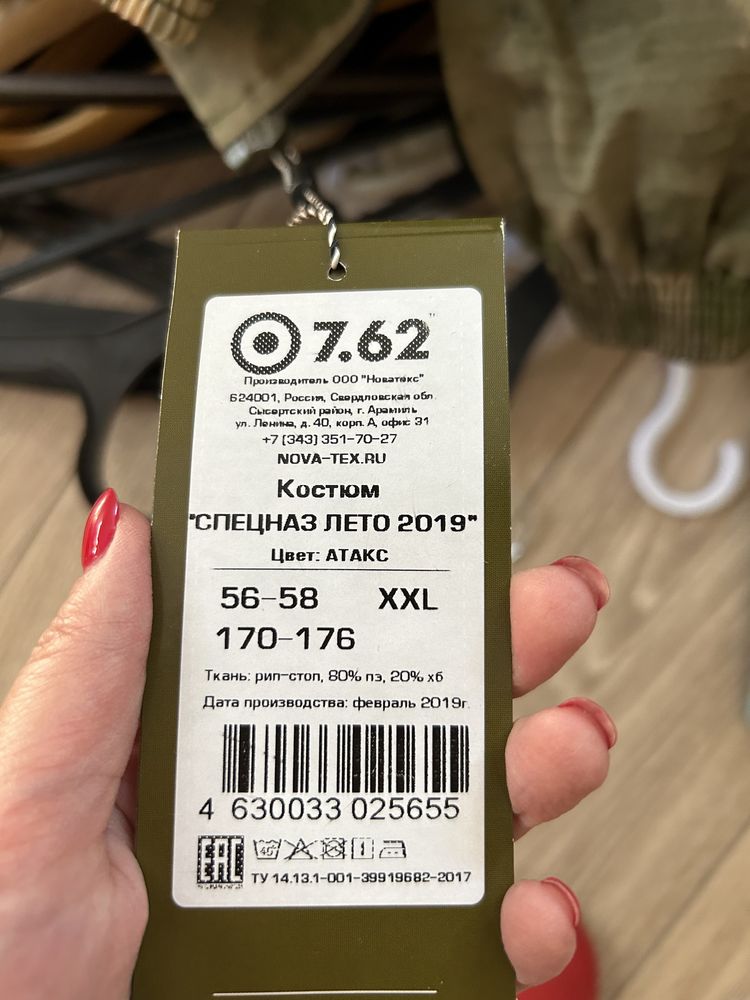 7.62
Производитель ООО "Новатекс"
624001, Россия, Свердловская обл.
Сысертский район, г. Арамиль
ул. Ленина, д. 40, корп. А, офис 31
+7 (343) 351-70-27
NOVA-TEX.RU
Костюм
"СПЕЦНАЗ ЛЕТО 2019"
Цвет: АТАКС
56-58 XXL
170-176
Ткань: рип-стоп, 80% пэ, 20% хб
Дата производства: февраль 2019г.
4 630033 025655
EAC
ТУ 14.13.1-001-39919682-2017